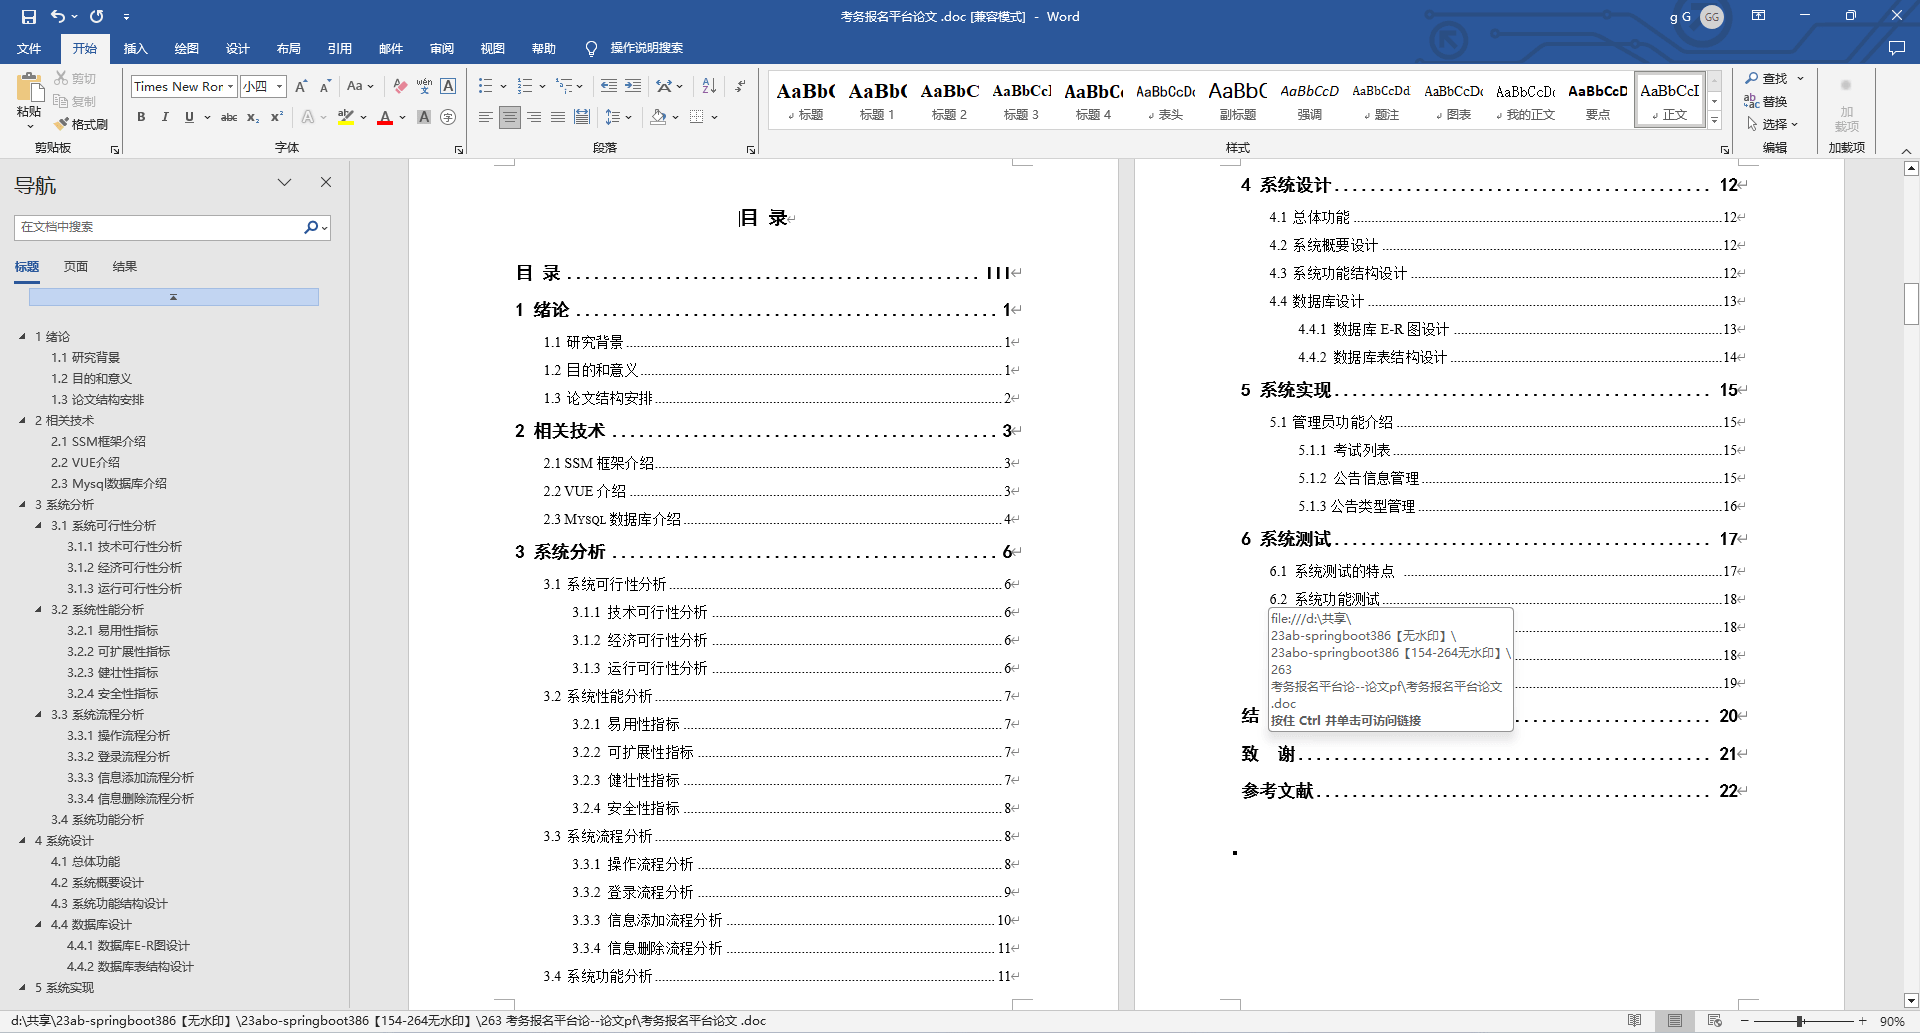 考务报名平台论文 .doc [兼容模式] - Word
g G GG
文件 开始 插入 绘图 设计 布局 引用 邮件 审阅 视图 帮助 操作说明搜索
粘贴
剪切
复制
格式刷
剪贴板
Times New Ror 小四
字体
段落
AaBbC 标题
AaBbC 标题 1
AaBbC 标题 2
AaBbCcl 标题 3
AaBbCc 标题 4
AaBbCcDc 表头
AaBbC 副标题
AaBbCcD 强调
AaBbCcDd 题注
AaBbCcDc 图表
AaBbCcDc 我的正文
AaBbCcD 要点
AaBbCcI 正文
样式
查找
替换
选择
编辑
加载项
加载项
导航
在文档中搜索
标题 页面 结果
1 绪论
1.1 研究背景
1.2 目的和意义
1.3 论文结构安排
2 相关技术
2.1 SSM框架介绍
2.2 VUE介绍
2.3 Mysql数据库介绍
3 系统分析
3.1 系统可行性分析
3.1.1 技术可行性分析
3.1.2 经济可行性分析
3.1.3 运行可行性分析
3.2 系统性能分析
3.2.1 易用性指标
3.2.2 可扩展性指标
3.2.3 健壮性指标
3.2.4 安全性指标
3.3 系统流程分析
3.3.1 操作流程分析
3.3.2 登录流程分析
3.3.3 信息添加流程分析
3.3.4 信息删除流程分析
3.4 系统功能分析
4 系统设计
4.1 总体功能
4.2 系统概要设计
4.3 系统功能结构设计
4.4 数据库设计
4.4.1 数据库E-R图设计
4.4.2 数据库表结构设计
5 系统实现
目 录
目 录 III
1 绪论 1
1.1 研究背景 1
1.2 目的和意义 1
1.3 论文结构安排 2
2 相关技术 3
2.1 SSM 框架介绍 3
2.2 VUE 介绍 3
2.3 MYSQL 数据库介绍 4
3 系统分析 6
3.1 系统可行性分析 6
3.1.1 技术可行性分析 6
3.1.2 经济可行性分析 6
3.1.3 运行可行性分析 6
3.2 系统性能分析 7
3.2.1 易用性指标 7
3.2.2 可扩展性指标 7
3.2.3 健壮性指标 7
3.2.4 安全性指标 8
3.3 系统流程分析 8
3.3.1 操作流程分析 8
3.3.2 登录流程分析 9
3.3.3 信息添加流程分析 10
3.3.4 信息删除流程分析 11
3.4 系统功能分析 11
4 系统设计 12
4.1 总体功能 12
4.2 系统概要设计 12
4.3 系统功能结构设计 12
4.4 数据库设计 13
4.4.1 数据库 E-R 图设计 13
4.4.2 数据库表结构设计 14
5 系统实现 15
5.1 管理员功能介绍 15
5.1.1 考试列表 15
5.1.2 公告信息管理 15
5.1.3 公告类型管理 16
6 系统测试 17
6.1 系统测试的特点 17
6.2 系统功能测试 18
18
18
19
file:///d:\共享\
23ab-springboot386【无水印】\
23abo-springboot386【154-264无水印】\
263
考务报名平台论--论文pf\考务报名平台论文
.doc
按住 Ctrl 并单击可访问链接
结 20
致 谢 21
参考文献 22
d:\共享\23ab-springboot386【无水印】\23abo-springboot386【154-264无水印】\263 考务报名平台论--论文pf\考务报名平台论文 .doc
90%